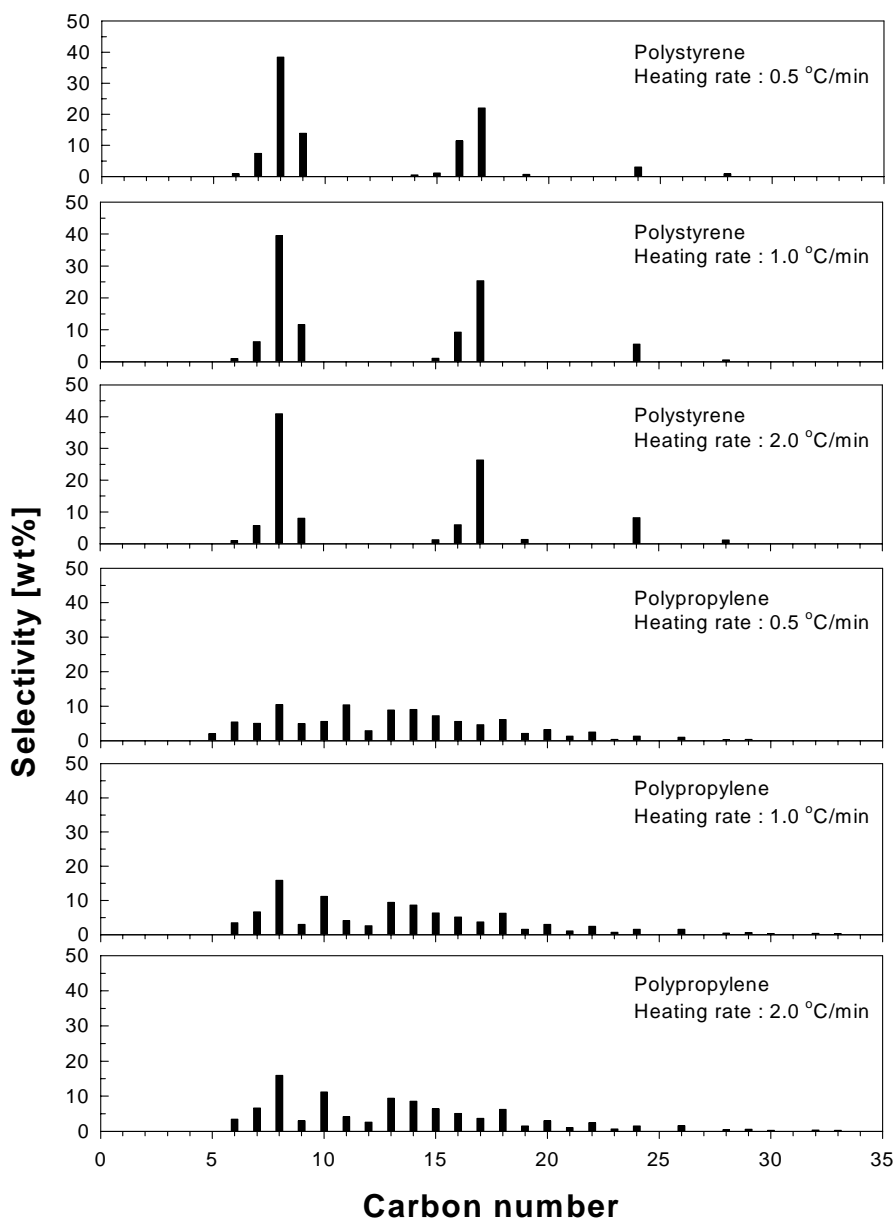 50
40
30
20
10
0
Polystyrene
Heating rate : 0.5 °C/min
50
40
30
20
10
0
Polystyrene
Heating rate : 1.0 °C/min
50
40
30
20
10
0
Polystyrene
Heating rate : 2.0 °C/min
50
40
30
20
10
0
Polypropylene
Heating rate : 0.5 °C/min
50
40
30
20
10
0
Polypropylene
Heating rate : 1.0 °C/min
50
40
30
20
10
0
Polypropylene
Heating rate : 2.0 °C/min
0 5 10 15 20 25 30 35
Selectivity [wt%]
Carbon number